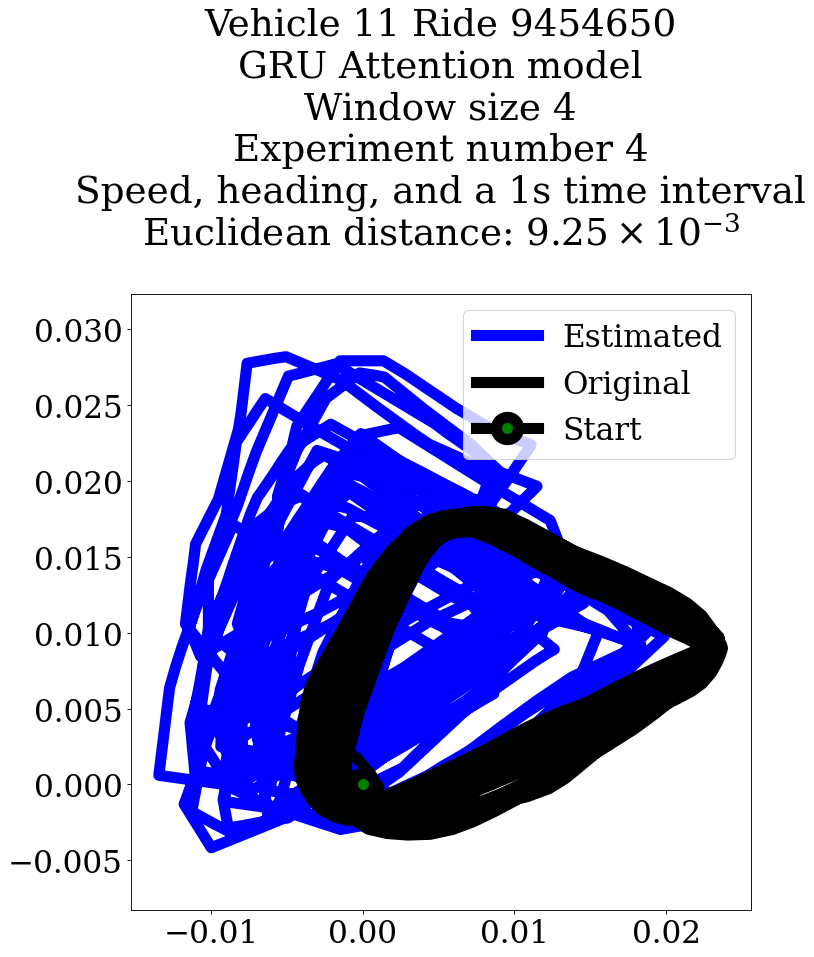 Vehicle 11 Ride 9454650
GRU Attention model
Window size 4
Experiment number 4
Speed, heading, and a 1s time interval
Euclidean distance: 9.25 × 10⁻³
Estimated
Original
Start
0.030
0.025
0.020
0.015
0.010
0.005
0.000
−0.005
−0.01 0.00 0.01 0.02